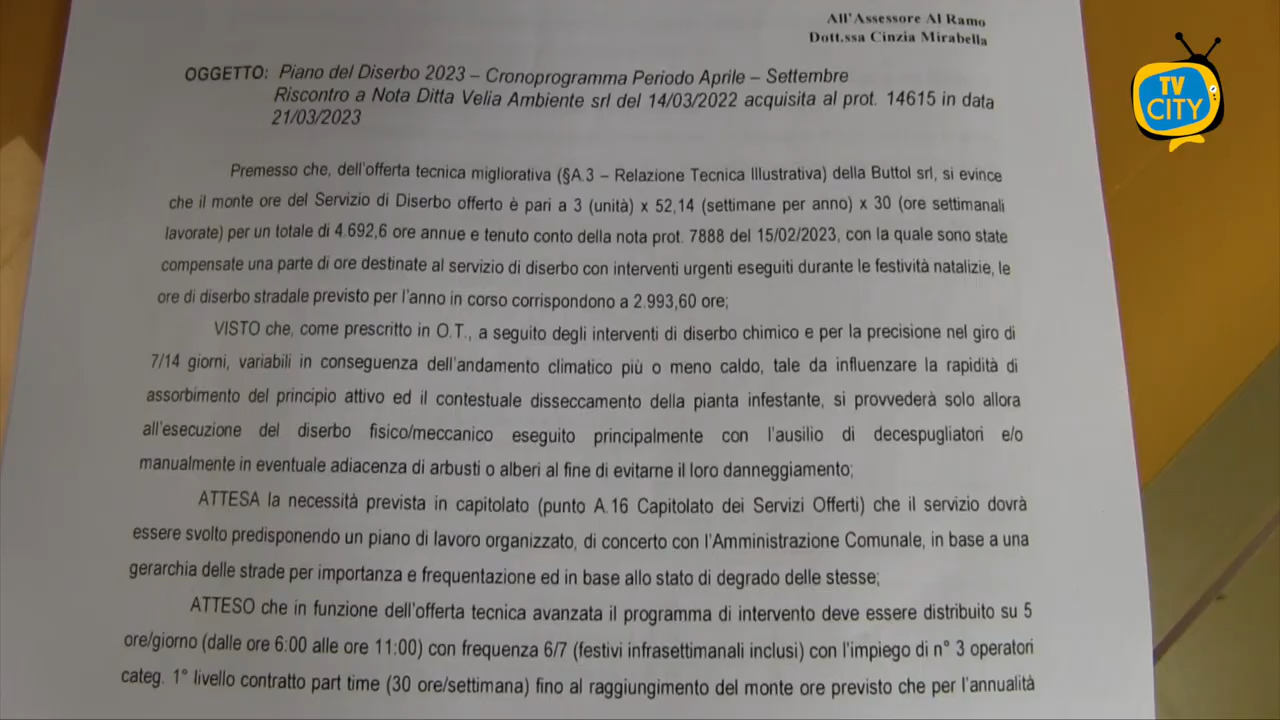 All'Assessore Al Ramo
Dott.ssa Cinzia Mirabella
TV
CITY
OGGETTO: Piano del Diserbo 2023 – Cronoprogramma Periodo Aprile – Settembre
Riscontro a Nota Ditta Velia Ambiente srl del 14/03/2022 acquisita al prot. 14615 in data
21/03/2023
Premesso che, dell'offerta tecnica migliorativa (§A.3 – Relazione Tecnica Illustrativa) della Buttol srl, si evince
che il monte ore del Servizio di Diserbo offerto è pari a 3 (unità) x 52,14 (settimane per anno) x 30 (ore settimanali
lavorate) per un totale di 4.692,6 ore annue e tenuto conto della nota prot. 7888 del 15/02/2023, con la quale sono state
compensate una parte di ore destinate al servizio di diserbo con interventi urgenti eseguiti durante le festività natalizie, le
ore di diserbo stradale previsto per l'anno in corso corrispondono a 2.993,60 ore;
VISTO che, come prescritto in O.T., a seguito degli interventi di diserbo chimico e per la precisione nel giro di
7/14 giorni, variabili in conseguenza dell'andamento climatico più o meno caldo, tale da influenzare la rapidità di
assorbimento del principio attivo ed il contestuale disseccamento della pianta infestante, si provvederà solo allora
all'esecuzione del diserbo fisico/meccanico eseguito principalmente con l'ausilio di decespugliatori e/o
manualmente in eventuale adiacenza di arbusti o alberi al fine di evitarne il loro danneggiamento;
ATTESA la necessità prevista in capitolato (punto A.16 Capitolato dei Servizi Offerti) che il servizio dovrà
essere svolto predisponendo un piano di lavoro organizzato, di concerto con l'Amministrazione Comunale, in base a una
gerarchia delle strade per importanza e frequentazione ed in base allo stato di degrado delle stesse;
ATTESO che in funzione dell'offerta tecnica avanzata il programma di intervento deve essere distribuito su 5
ore/giorno (dalle ore 6:00 alle ore 11:00) con frequenza 6/7 (festivi infrasettimanali inclusi) con l'impiego di n° 3 operatori
categ. 1° livello contratto part time (30 ore/settimana) fino al raggiungimento del monte ore previsto che per l'annualità